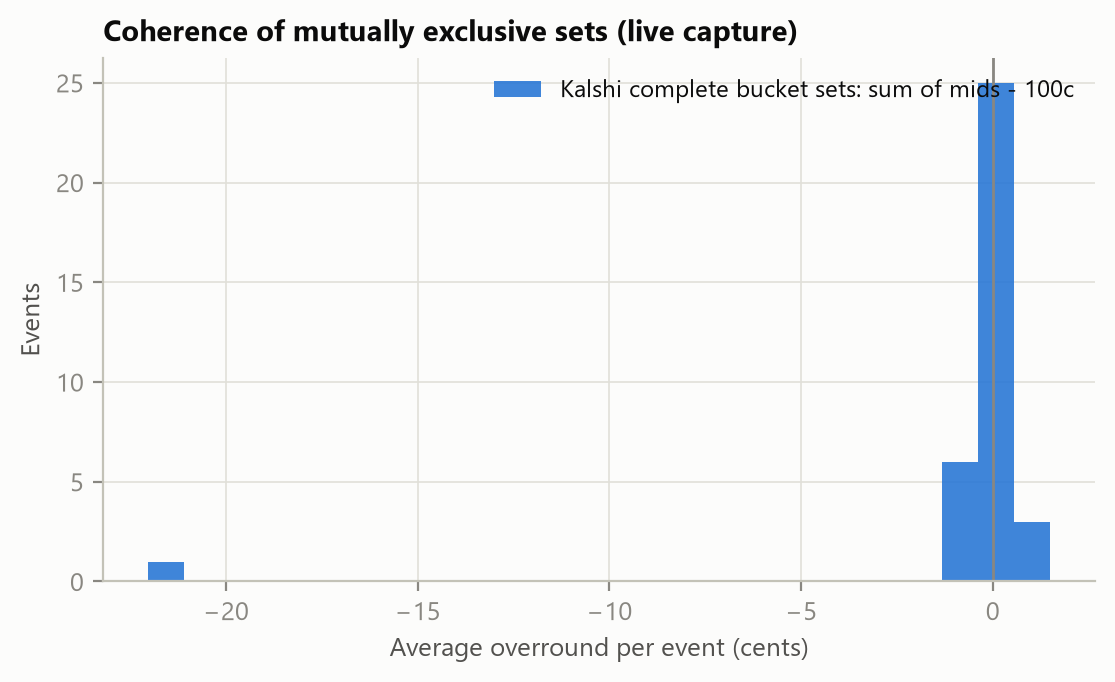 Coherence of mutually exclusive sets (live capture)
Kalshi complete bucket sets: sum of mids - 100c
25
20
15
10
5
0
Events
−20
−15
−10
−5
0
Average overround per event (cents)